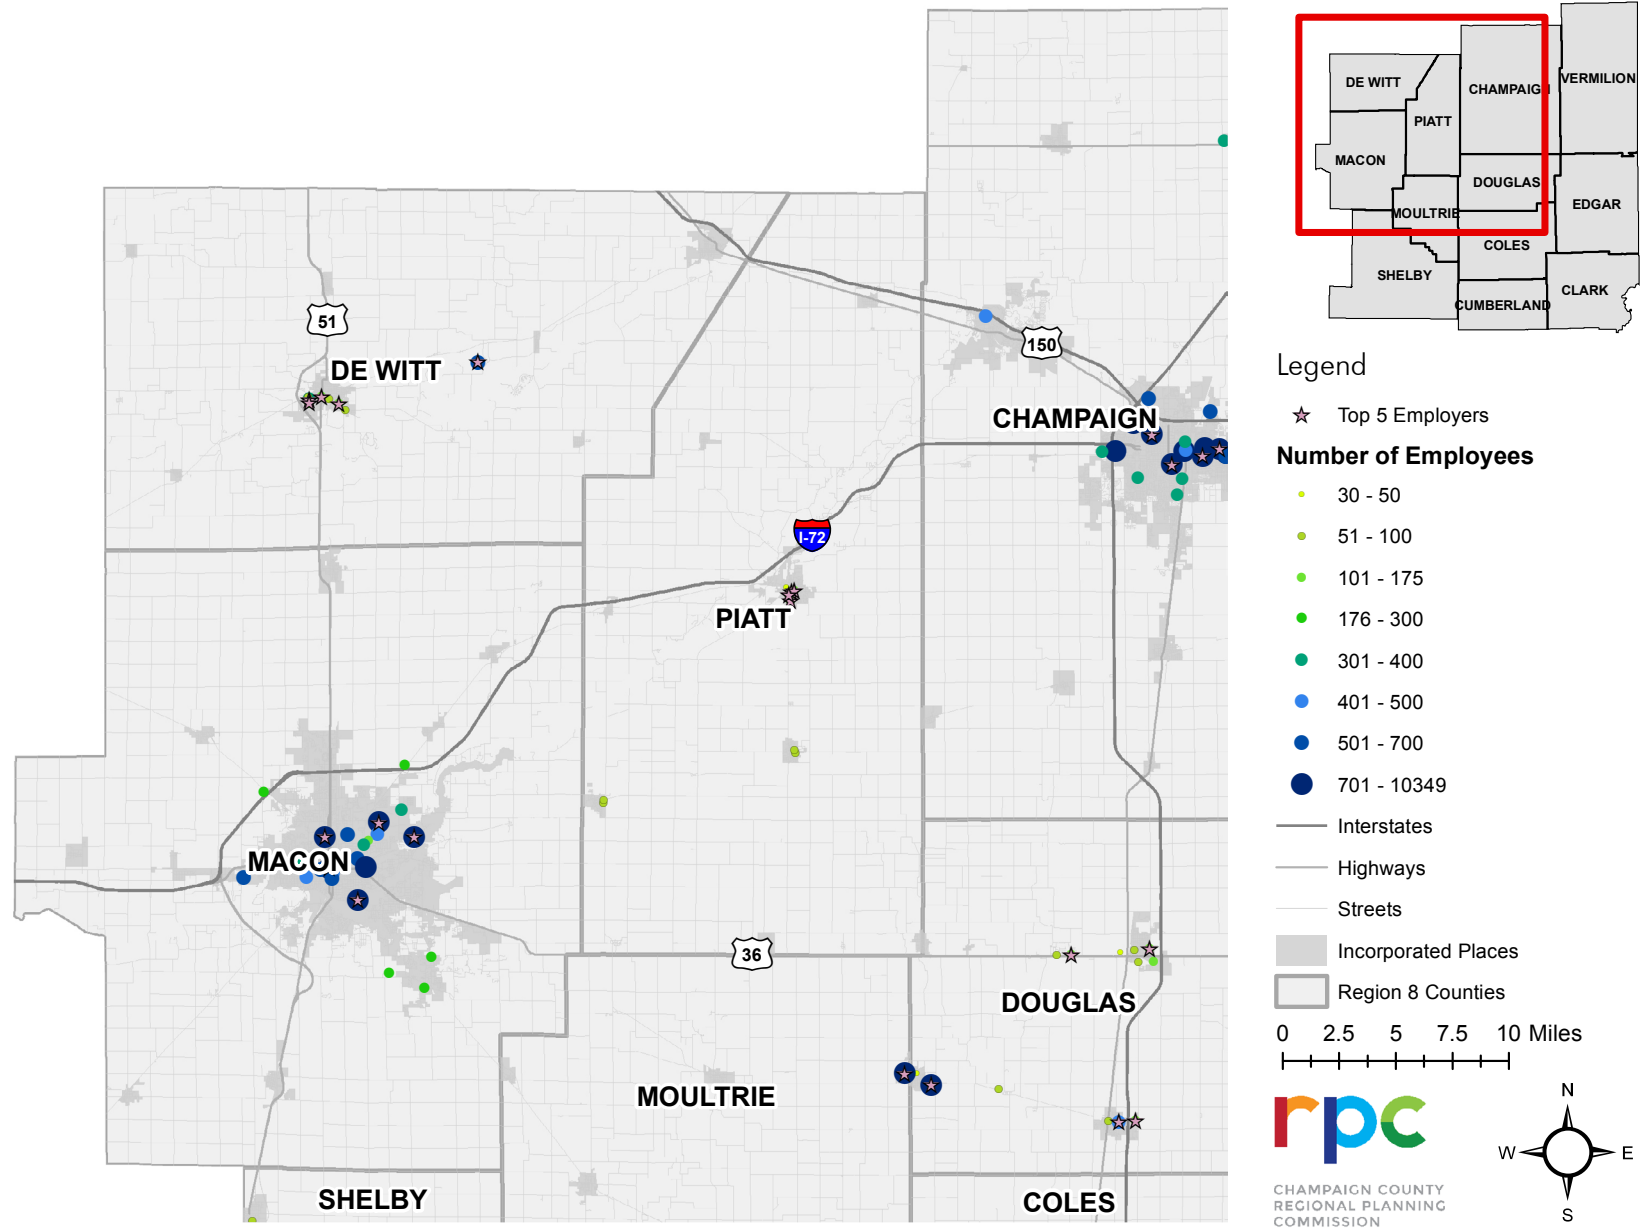 51
DE WITT
150
CHAMPAIGN
I-72
PIATT
MACON
36
DOUGLAS
MOULTRIE
SHELBY
COLES
DE WITT
CHAMPAIGN
VERMILION
PIATT
MACON
DOUGLAS
MOULTRIE
EDGAR
COLES
SHELBY
CUMBERLAND
CLARK
Legend
Top 5 Employers
Number of Employees
30 - 50
51 - 100
101 - 175
176 - 300
301 - 400
401 - 500
501 - 700
701 - 10349
Interstates
Highways
Streets
Incorporated Places
Region 8 Counties
0 2.5 5 7.5 10 Miles
rpc
CHAMPAIGN COUNTY
REGIONAL PLANNING
COMMISSION
N
W E
S